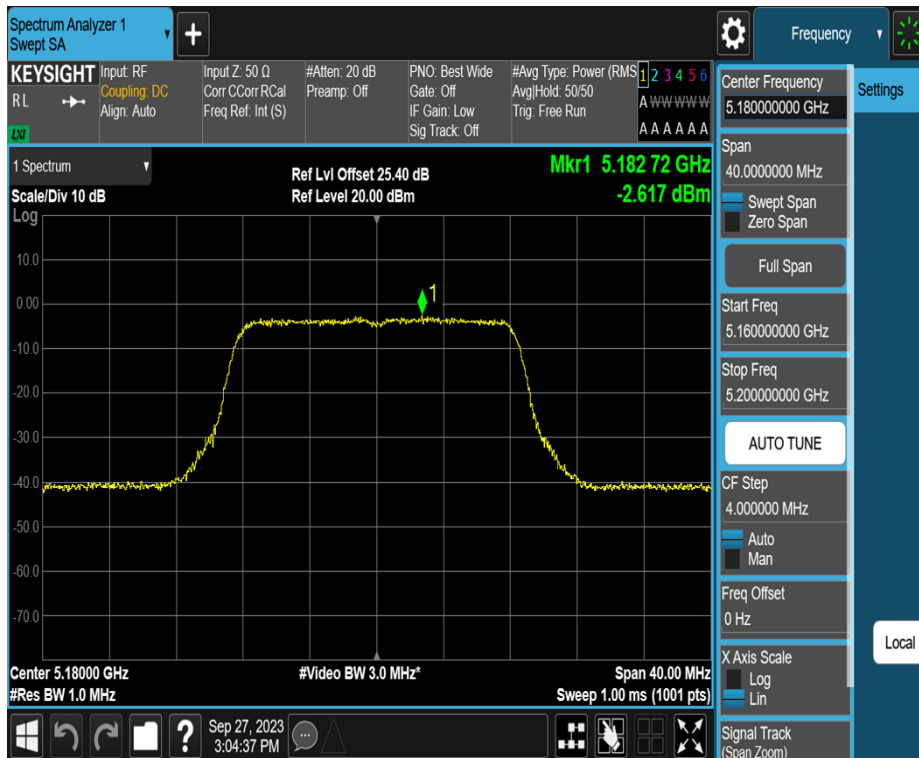 Spectrum Analyzer 1
Swept SA
Frequency
KEYSIGHT
R L
LXI
Input: RF
Coupling: DC
Align: Auto
Input Z: 50 Ω
Corr CCorr RCal
Freq Ref: Int (S)
#Atten: 20 dB
Preamp: Off
PNO: Best Wide
Gate: Off
IF Gain: Low
Sig Track: Off
#Avg Type: Power (RMS
Avg|Hold: 50/50
Trig: Free Run
1 2 3 4 5 6
A W W W W W
A A A A A A
1 Spectrum
Scale/Div 10 dB
Ref Lvl Offset 25.40 dB
Ref Level 20.00 dBm
Mkr1 5.182 72 GHz
-2.617 dBm
Log
10.0
0.00
-10.0
-20.0
-30.0
-40.0
-50.0
-60.0
-70.0
1
Center 5.18000 GHz
#Res BW 1.0 MHz
#Video BW 3.0 MHz*
Span 40.00 MHz
Sweep 1.00 ms (1001 pts)
Center Frequency
5.180000000 GHz
Span
40.0000000 MHz
Swept Span
Zero Span
Full Span
Start Freq
5.160000000 GHz
Stop Freq
5.200000000 GHz
AUTO TUNE
CF Step
4.000000 MHz
Auto
Man
Freq Offset
0 Hz
X Axis Scale
Log
Lin
Signal Track
(Span Zoom)
Settings
Local
?
Sep 27, 2023
3:04:37 PM